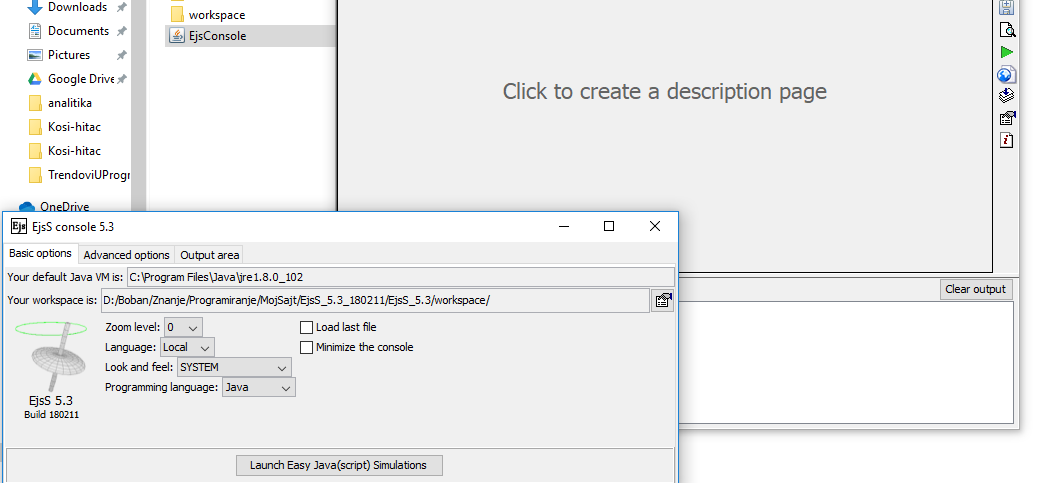 Downloads
Documents
Pictures
Google Drive
analitika
Kosi-hitac
Kosi-hitac
TrendoviUProgr
OneDrive
workspace
EjsConsole
Click to create a description page
Clear output
Ejs EjsS console 5.3
Basic options Advanced options Output area
Your default Java VM is: C:\Program Files\Java\jre1.8.0_102
Your workspace is: D:/Boban/Znanje/Programiranje/MojSajt/EjsS_5.3_180211/EjsS_5.3/workspace/
Zoom level: 0 Load last file
Language: Local Minimize the console
Look and feel: SYSTEM
Programming language: Java
EjsS 5.3
Build 180211
Launch Easy Java(script) Simulations